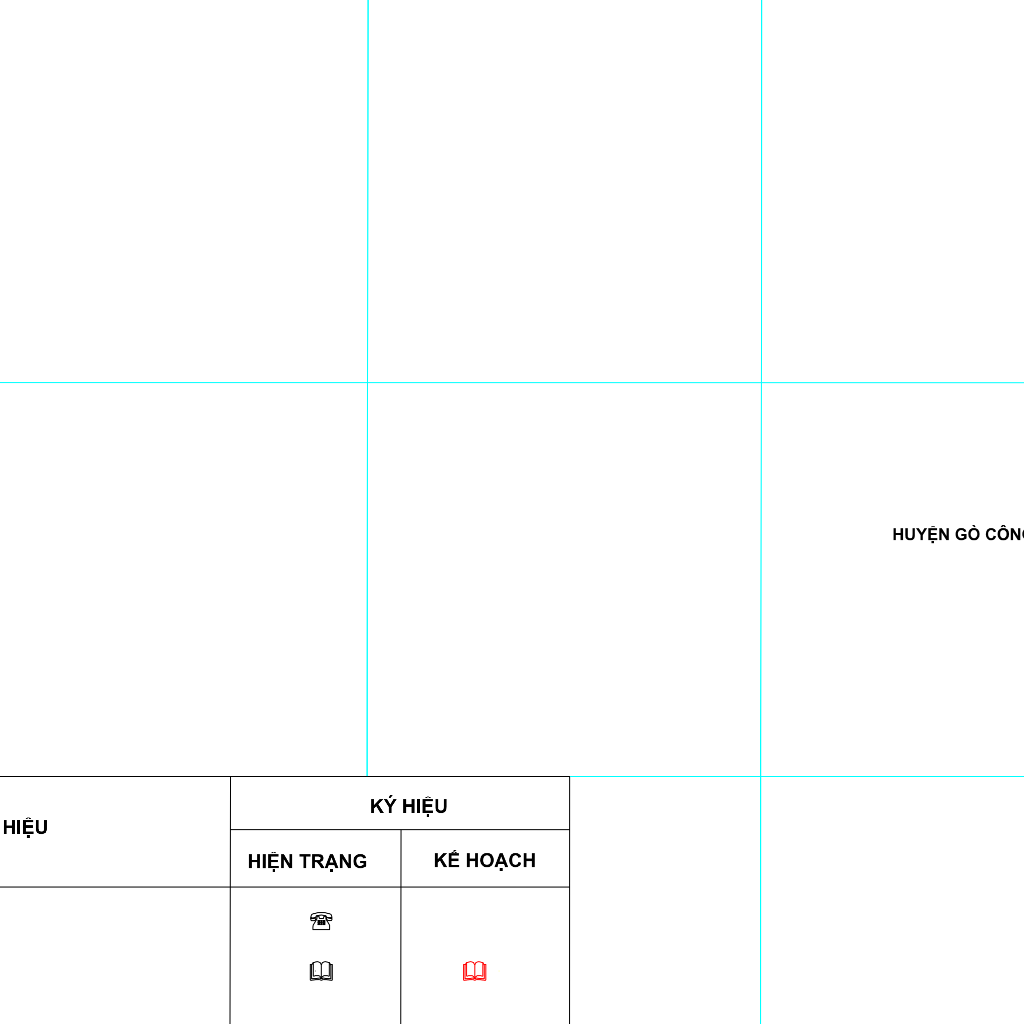 HUYỆN GÒ CÔN
KÝ HIỆU
HIỆU
HIỆN TRẠNG
KẾ HOẠCH